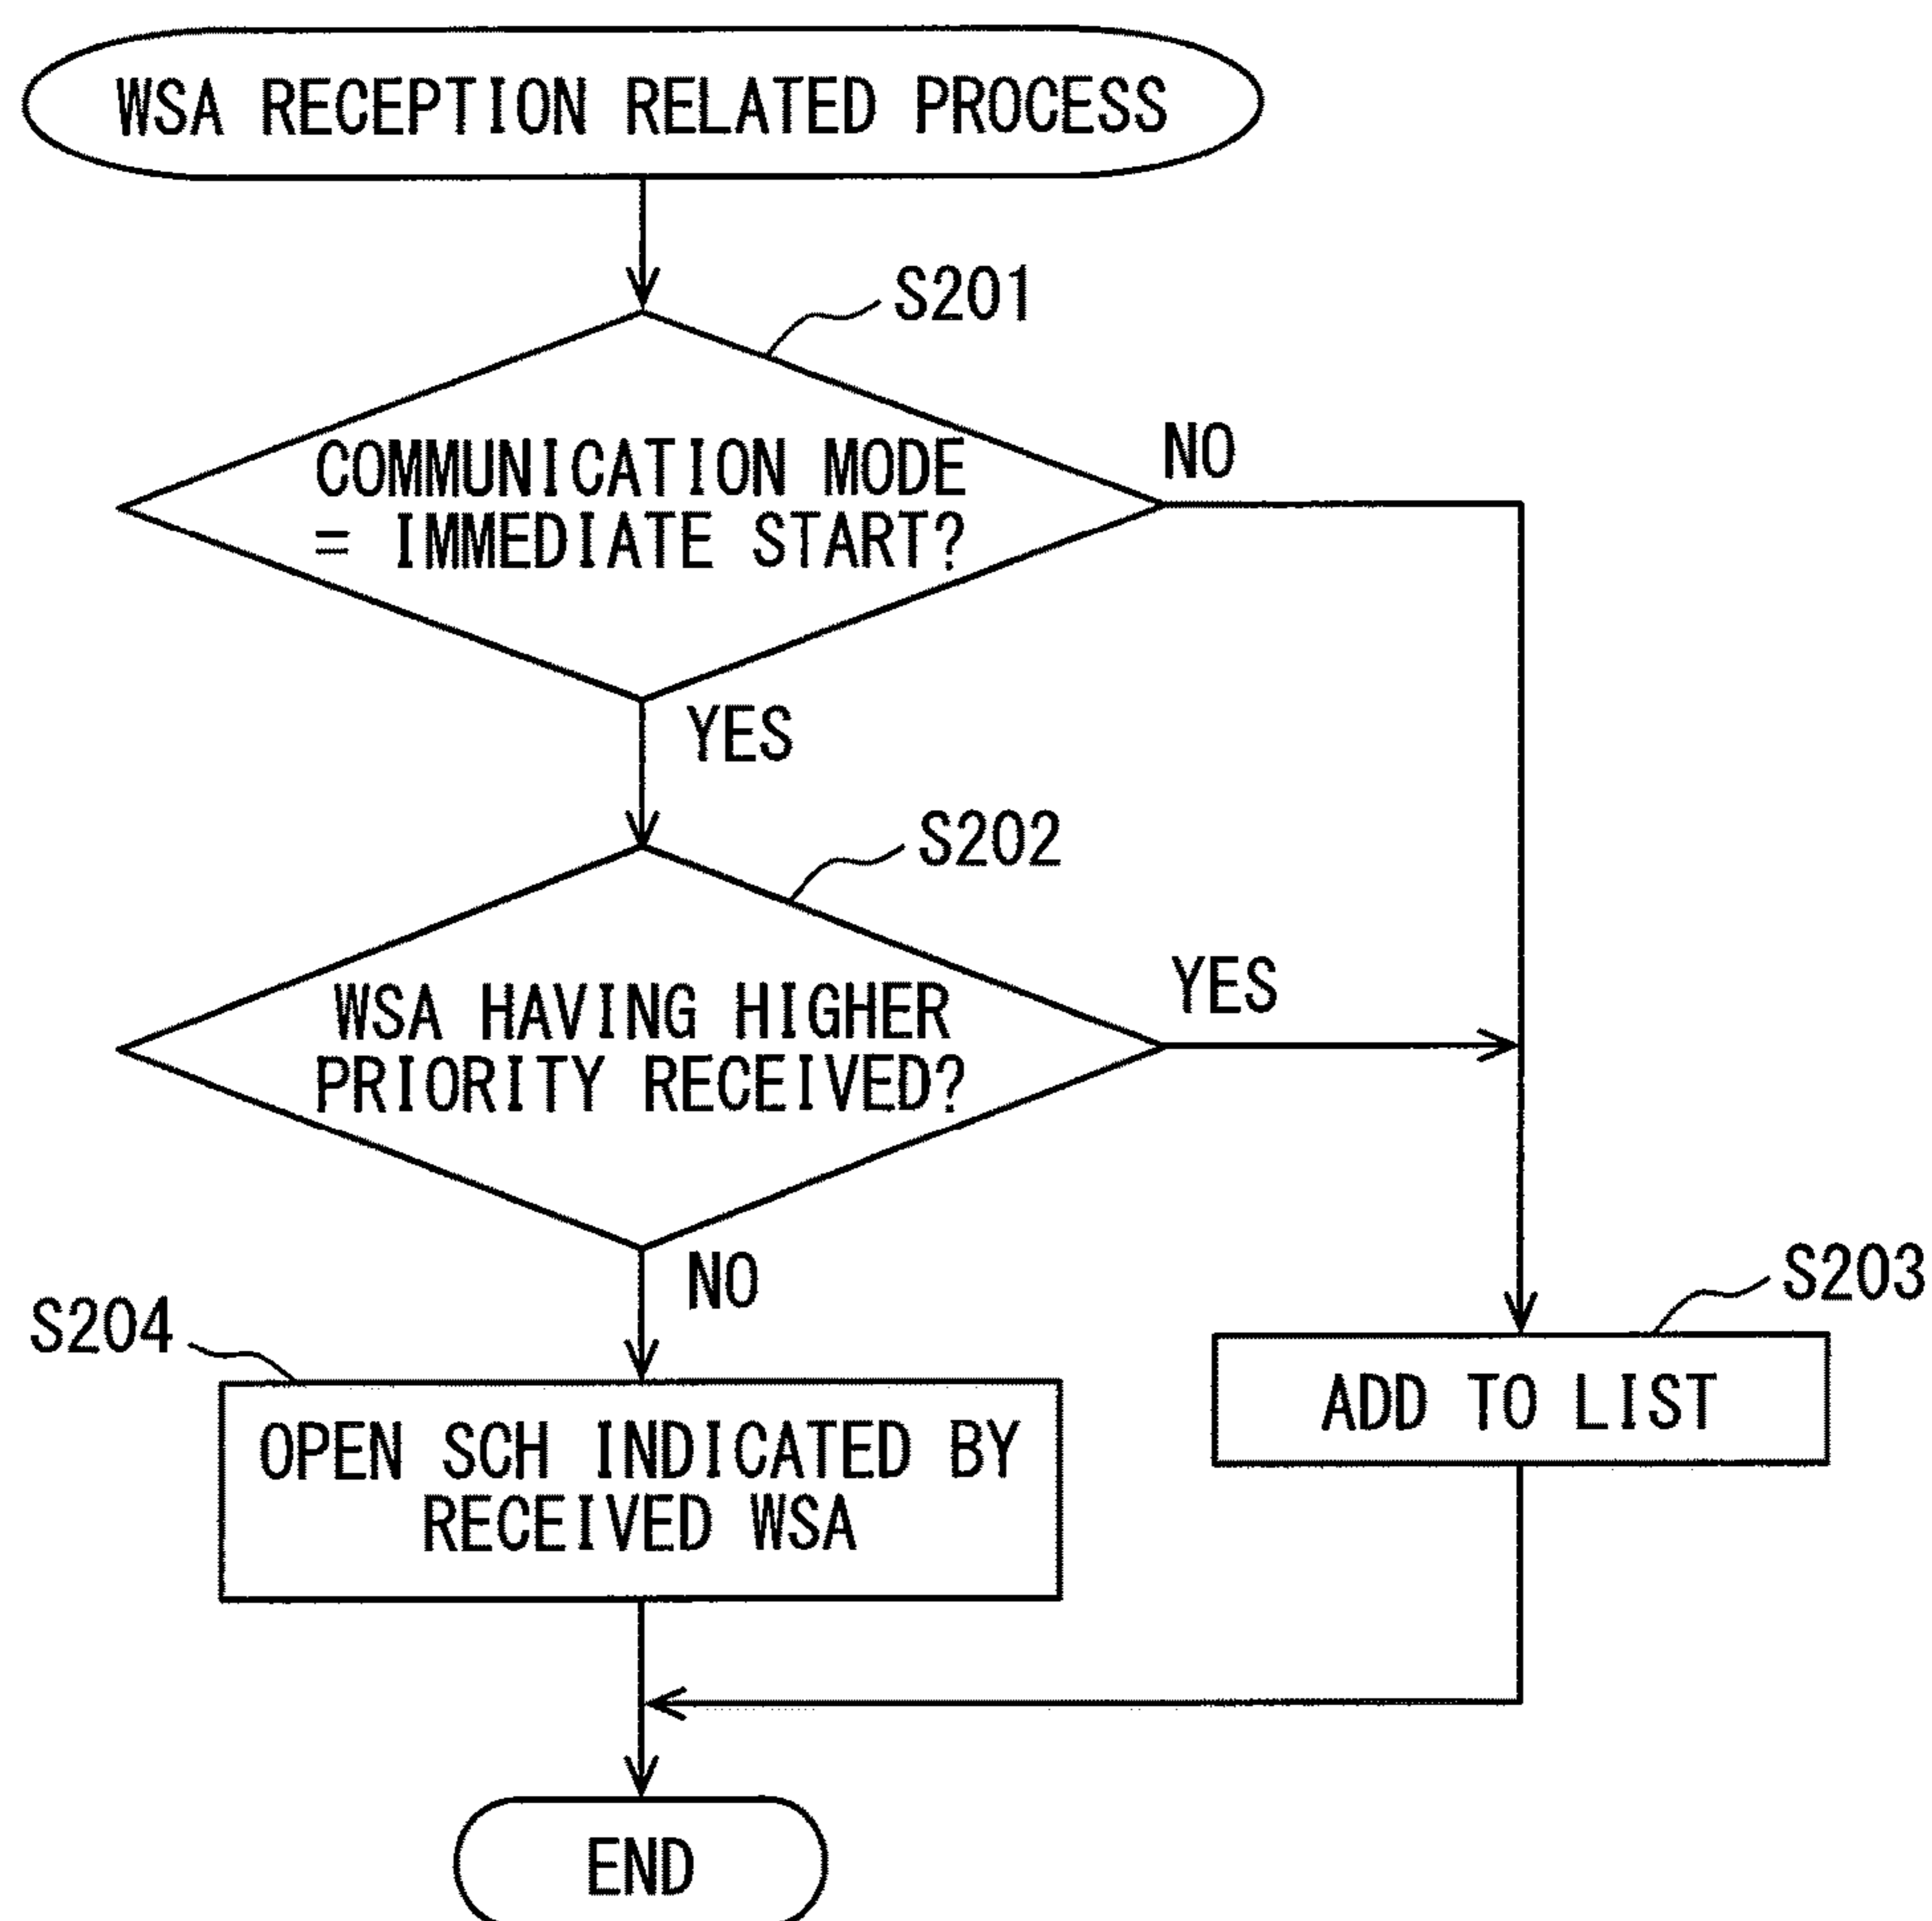 WSA RECEPTION RELATED PROCESS
S201
COMMUNICATION MODE
= IMMEDIATE START?
NO
YES
S202
WSA HAVING HIGHER
PRIORITY RECEIVED?
YES
NO
S204
S203
OPEN SCH INDICATED BY
RECEIVED WSA
ADD TO LIST
END